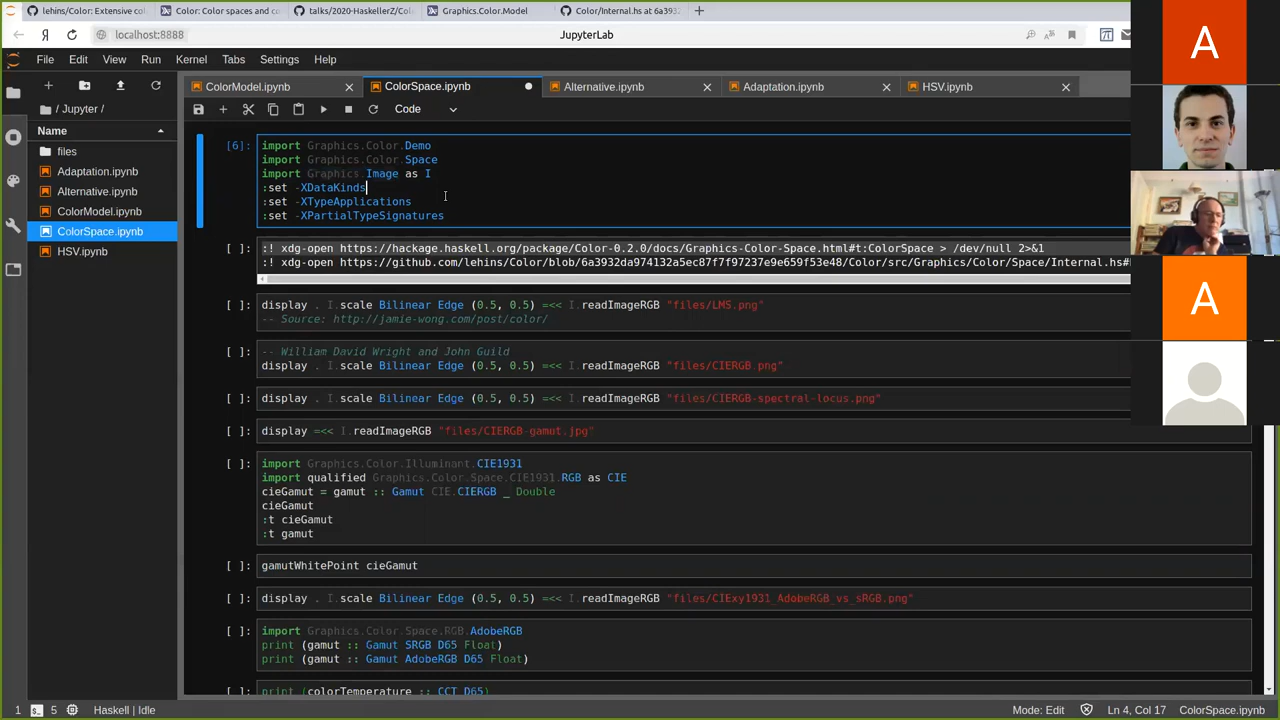 lehins/Color: Extensive col
Color: Color spaces and co
talks/2020-HaskellerZ/Col
Graphics.Color.Model
Color/Internal.hs at 6a3932
localhost:8888
JupyterLab
File Edit View Run Kernel Tabs Settings Help
/ Jupyter /
Name
files
Adaptation.ipynb
Alternative.ipynb
ColorModel.ipynb
ColorSpace.ipynb
HSV.ipynb
ColorModel.ipynb
ColorSpace.ipynb
Alternative.ipynb
Adaptation.ipynb
HSV.ipynb
Code
[6]: import Graphics.Color.Demo
import Graphics.Color.Space
import Graphics.Image as I
:set -XDataKinds
:set -XTypeApplications
:set -XPartialTypeSignatures
[ ]: :! xdg-open https://hackage.haskell.org/package/Color-0.2.0/docs/Graphics-Color-Space.html#t:ColorSpace > /dev/null 2>&1
:! xdg-open https://github.com/lehins/Color/blob/6a3932da974132a5ec87f7f97237e9e659f53e48/Color/src/Graphics/Color/Space/Internal.hs#
[ ]: display . I.scale Bilinear Edge (0.5, 0.5) =<< I.readImageRGB "files/LMS.png"
-- Source: http://jamie-wong.com/post/color/
[ ]: -- William David Wright and John Guild
display . I.scale Bilinear Edge (0.5, 0.5) =<< I.readImageRGB "files/CIERGB.png"
[ ]: display . I.scale Bilinear Edge (0.5, 0.5) =<< I.readImageRGB "files/CIERGB-spectral-locus.png"
[ ]: display =<< I.readImageRGB "files/CIERGB-gamut.jpg"
[ ]: import Graphics.Color.Illuminant.CIE1931
import qualified Graphics.Color.Space.CIE1931.RGB as CIE
cieGamut = gamut :: Gamut CIE.CIERGB _ Double
cieGamut
:t cieGamut
:t gamut
[ ]: gamutWhitePoint cieGamut
[ ]: display . I.scale Bilinear Edge (0.5, 0.5) =<< I.readImageRGB "files/CIExy1931_AdobeRGB_vs_sRGB.png"
[ ]: import Graphics.Color.Space.RGB.AdobeRGB
print (gamut :: Gamut SRGB D65 Float)
print (gamut :: Gamut AdobeRGB D65 Float)
[ ]: print (colorTemperature :: CCT D65)
A
A
1 5 Haskell | Idle
Mode: Edit Ln 4, Col 17 ColorSpace.ipynb